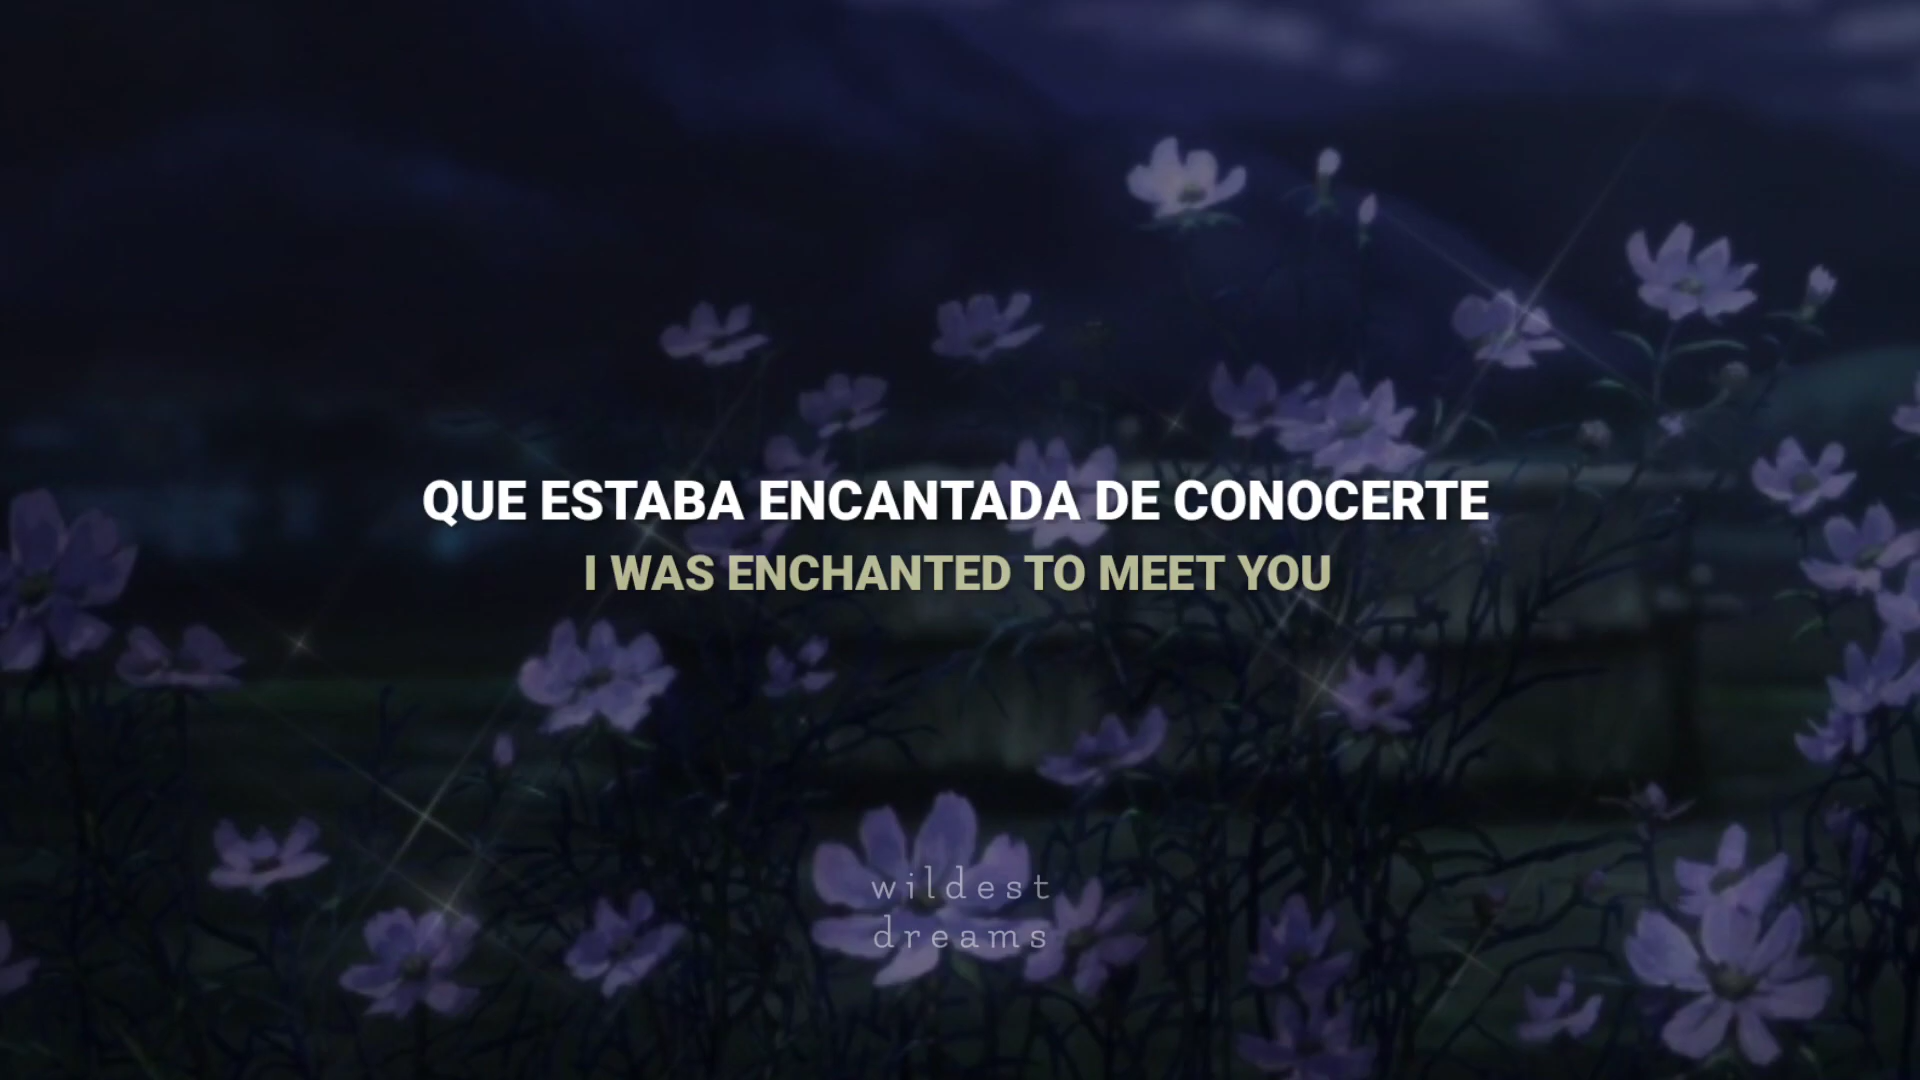 QUE ESTABA ENCANTADA DE CONOCERTE
I WAS ENCHANTED TO MEET YOU
wildest
dreams